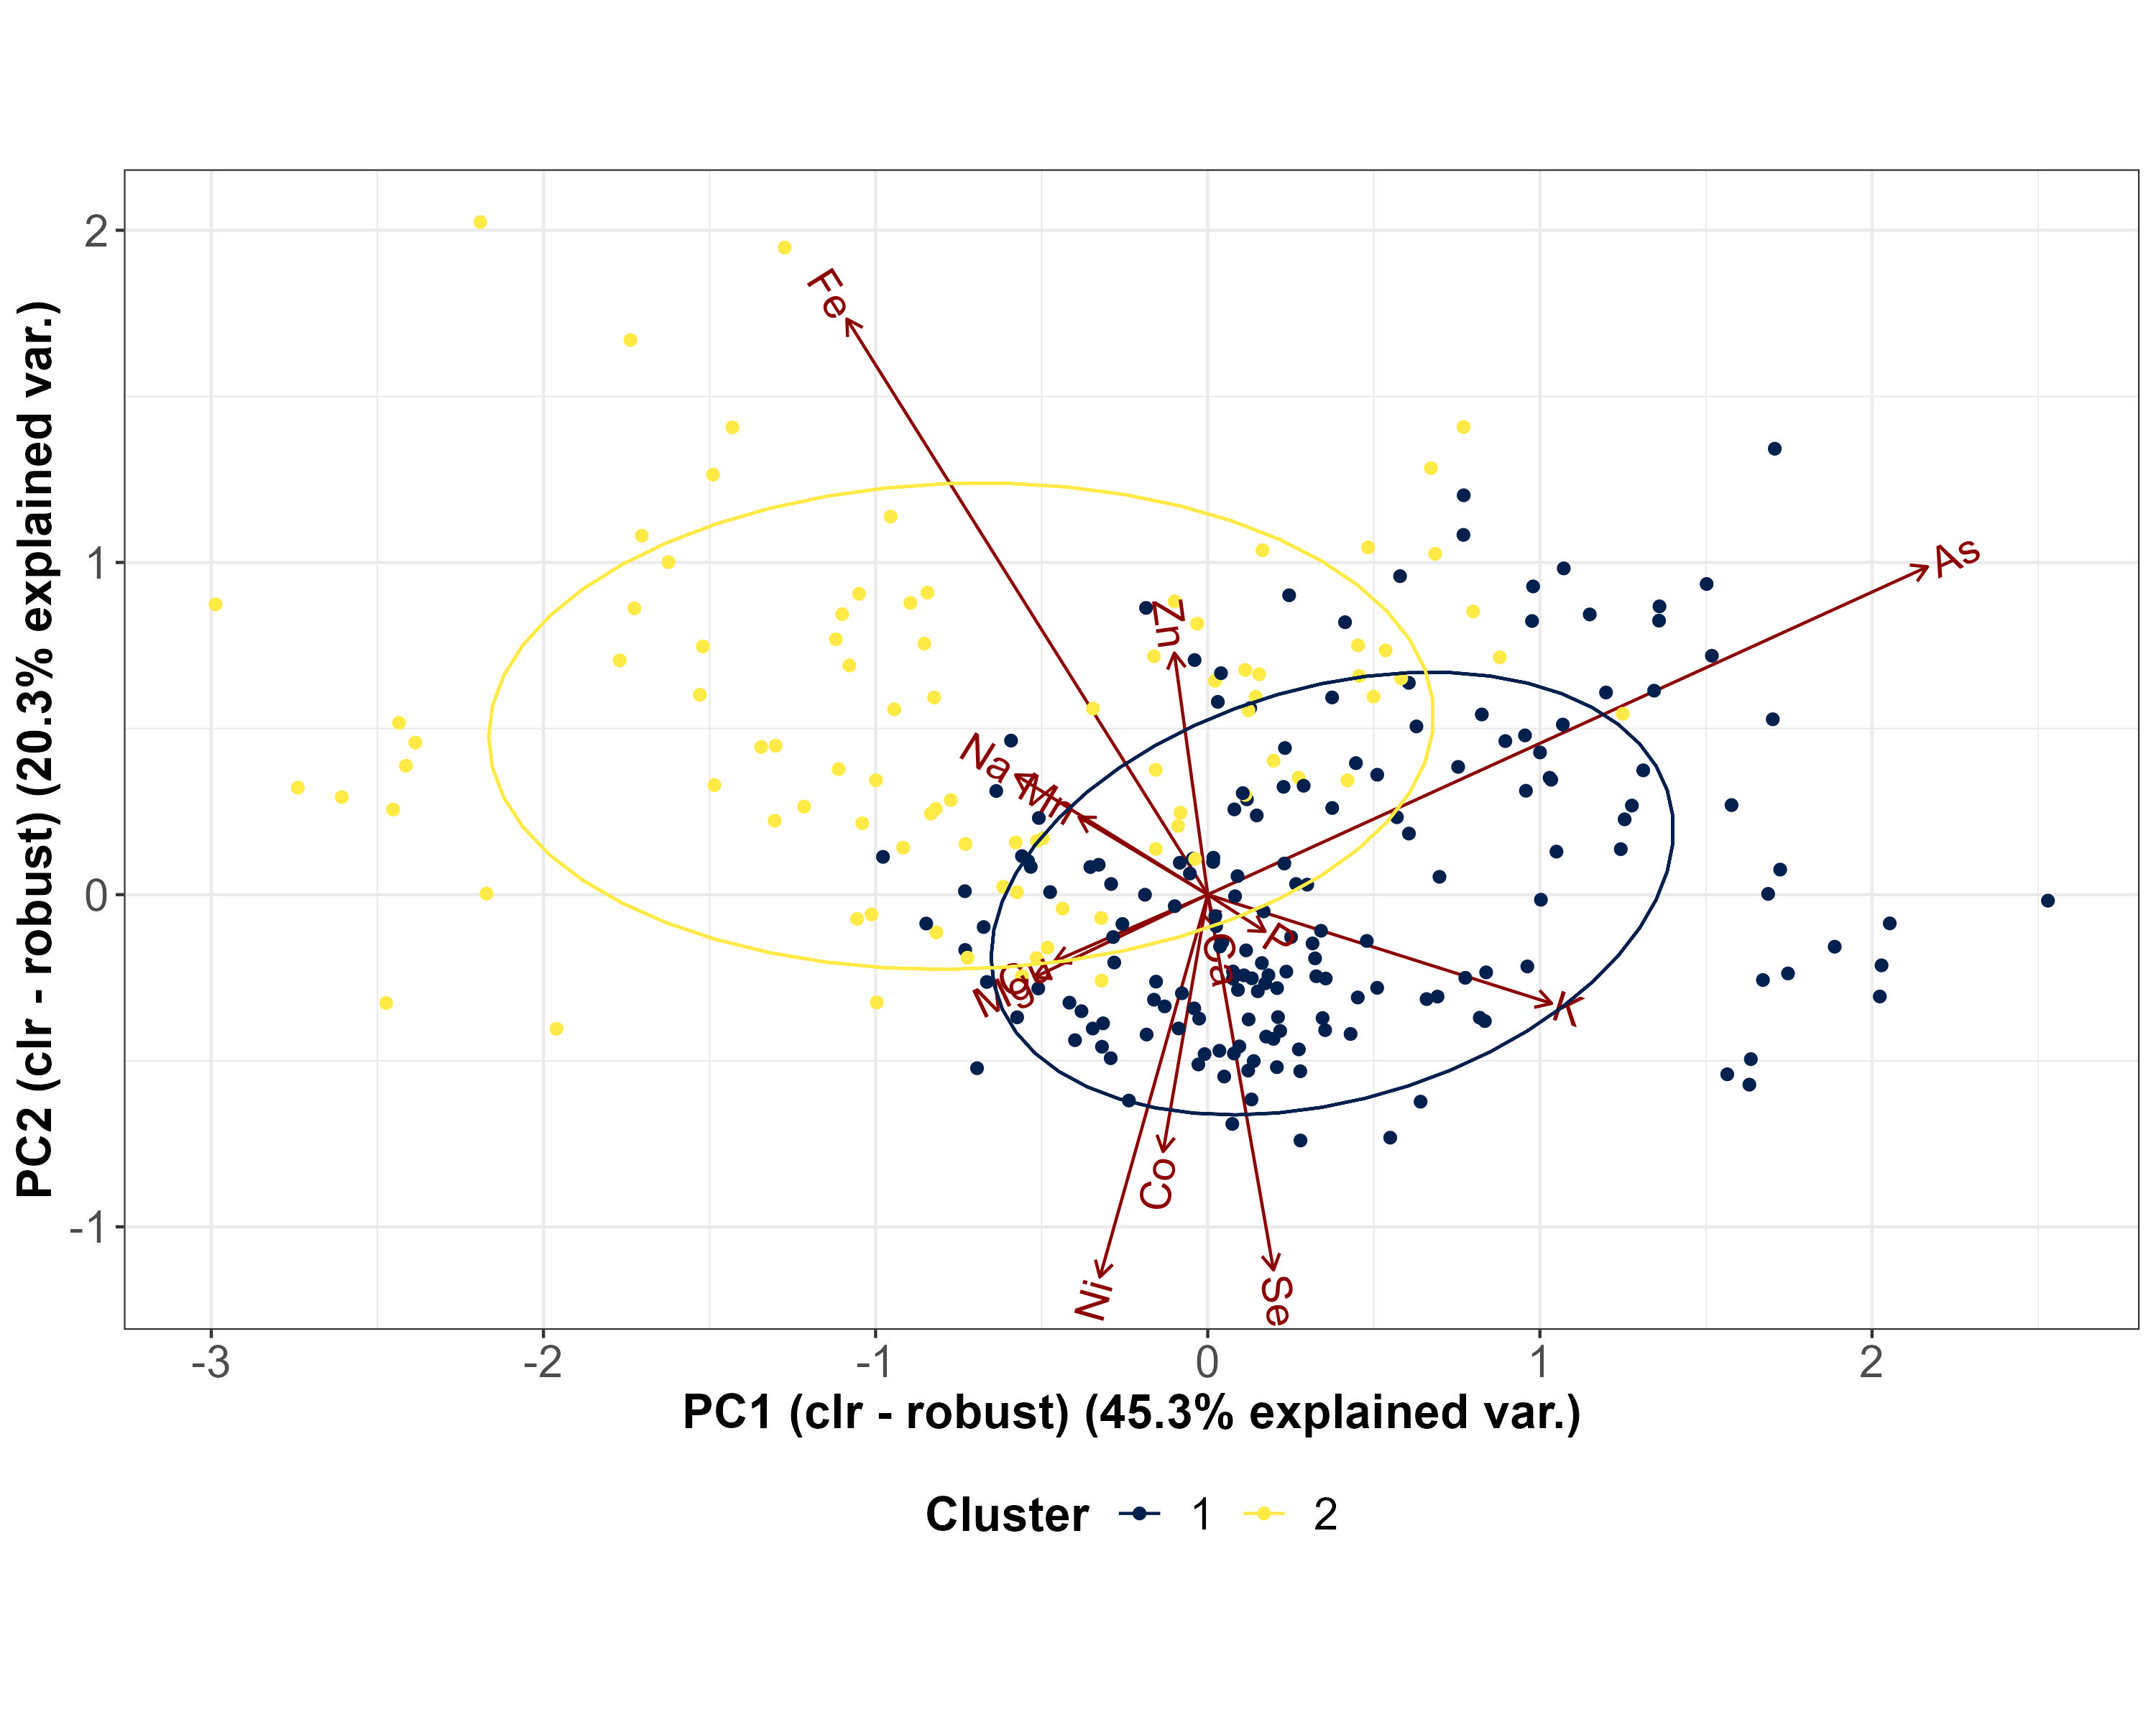 PC2 (clr - robust) (20.3% explained var.)
2
1
0
-1
Fe
As
Zn
Na
Mn
Mg
P
Ca
K
Co
Ni
Se
-3
-2
-1
0
1
2
PC1 (clr - robust) (45.3% explained var.)
Cluster 1 2